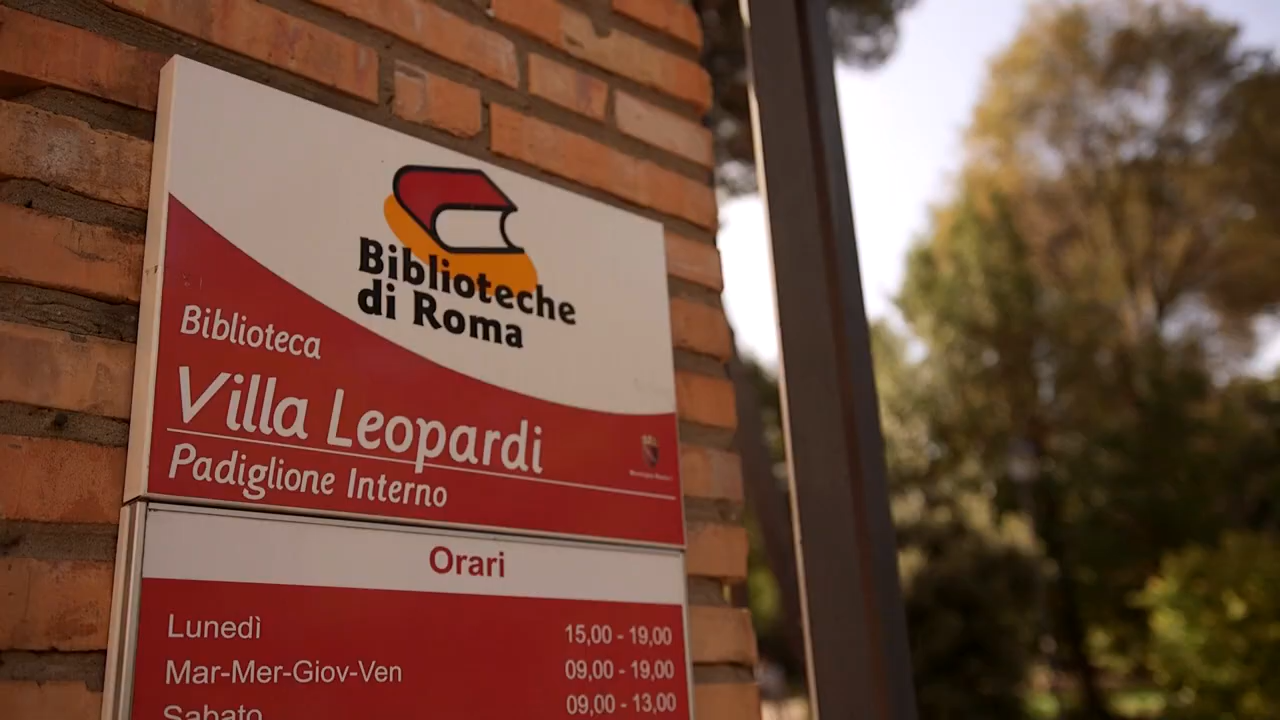 Biblioteche
di Roma
Biblioteca
Villa Leopardi
Padiglione Interno
Orari
Lunedì 15,00 - 19,00
Mar-Mer-Giov-Ven 09,00 - 19,00
Sabato 09,00 - 13,00